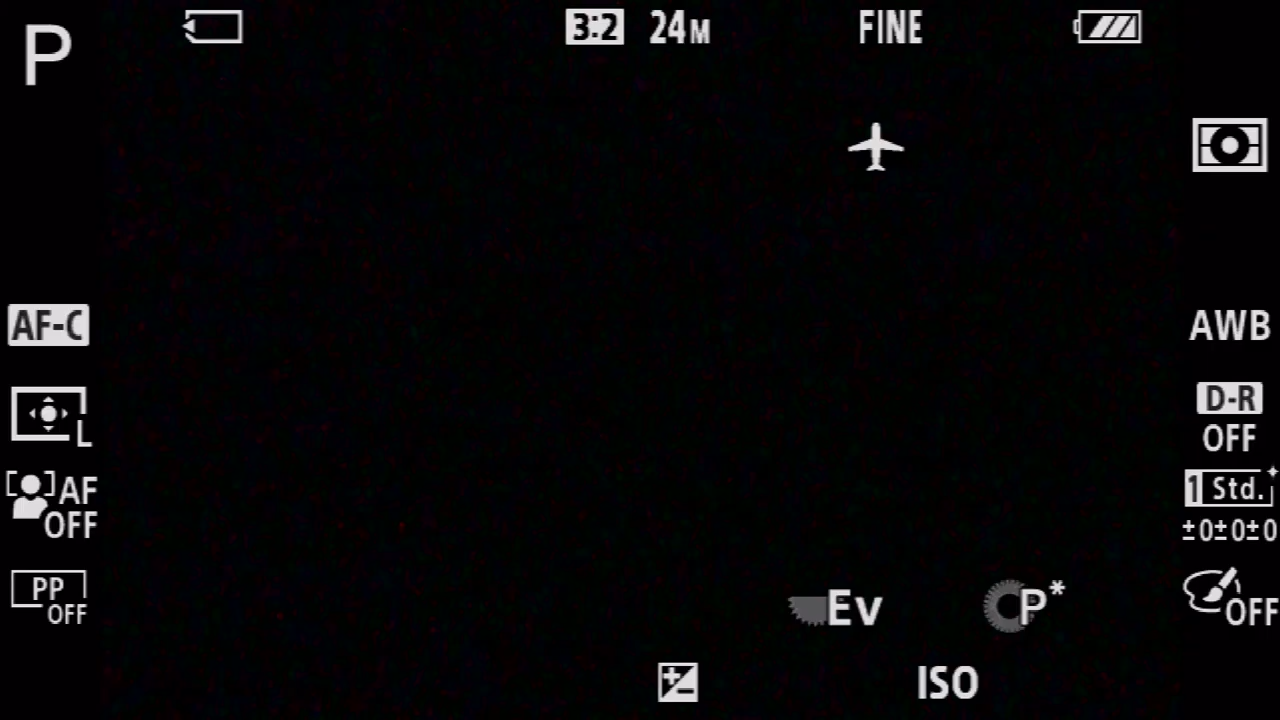 P
3:2 24M FINE
AF-C
AWB
D-R
OFF
L
AF
OFF
1 Std.
±0±0±0
PP
OFF
Ev
P*
OFF
ISO